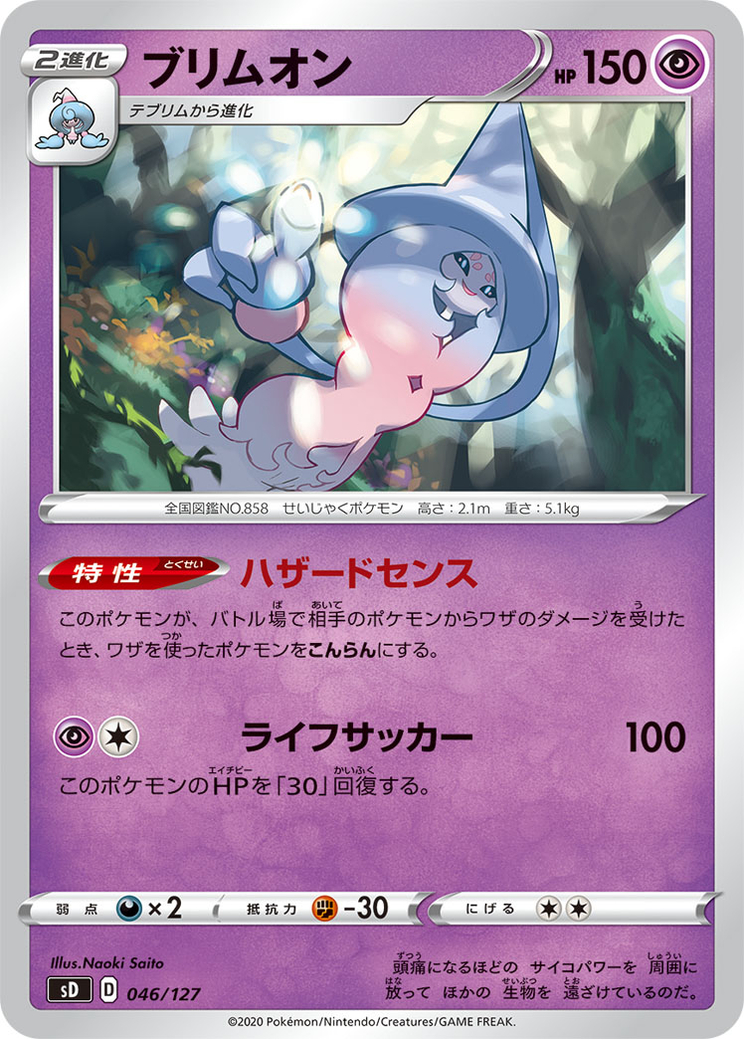 2進化 ブリムオン HP 150
テブリムから進化
全国図鑑NO.858 せいじゃくポケモン 高さ:2.1m 重さ:5.1kg
特性 とくせい ハザードセンス
このポケモンが、バトル場で相手のポケモンからワザのダメージを受けた
とき、ワザを使ったポケモンをこんらんにする。
ライフサッカー 100
このポケモンのHPを「30」回復する。
弱点 ×2 抵抗力 -30 にげる
Illus.Naoki Saito
頭痛になるほどの サイコパワーを 周囲に
放って ほかの 生物を 遠ざけているのだ。
sD D 046/127
©2020 Pokémon/Nintendo/Creatures/GAME FREAK.